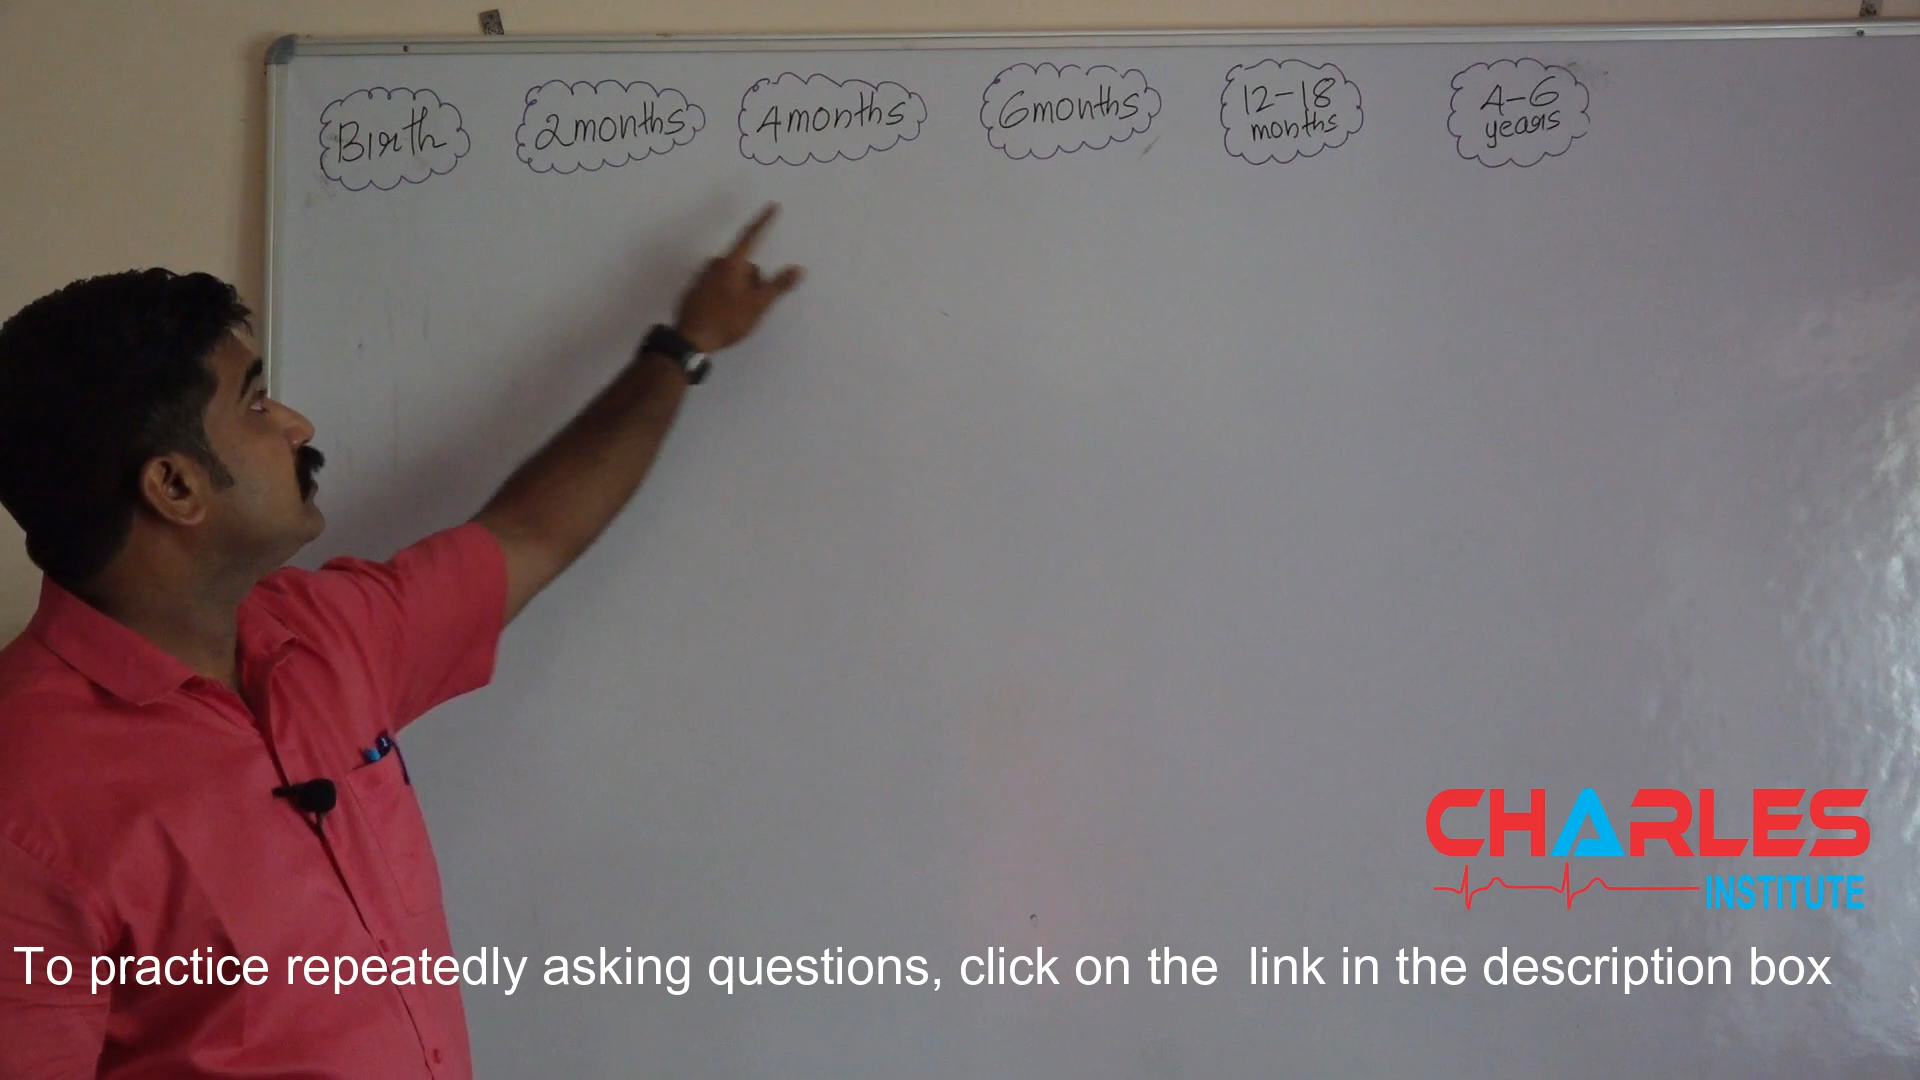 Birth
2months
4months
6months
12-18
months
4-6
years
CHARLES
INSTITUTE
To practice repeatedly asking questions, click on the link in the description box